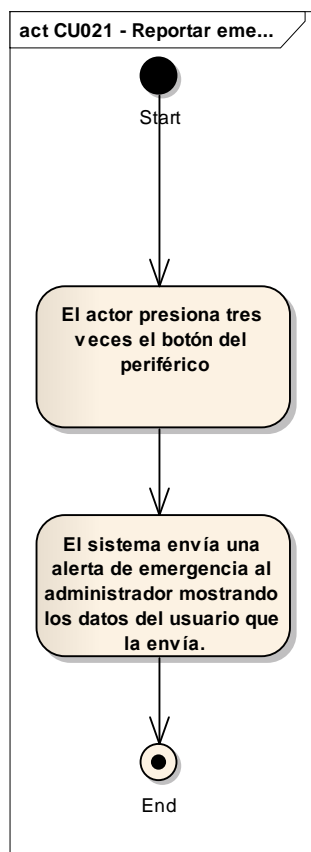 act CU021 - Reportar eme...
Start
El actor presiona tres
veces el botón del
periférico
El sistema envía una
alerta de emergencia al
administrador mostrando
los datos del usuario que
la envía.
End